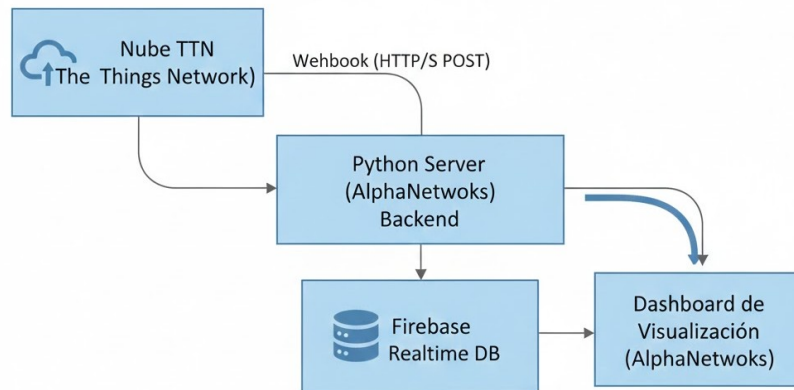 Nube TTN
The Things Network)
Wehbook (HTTP/S POST)
Python Server
(AlphaNetwoks)
Backend
Firebase
Realtime DB
Dashboard de
Visualización
(AlphaNetwoks)